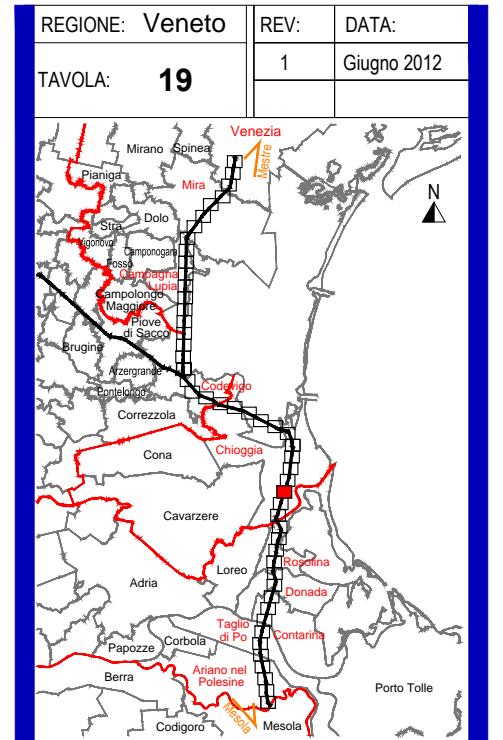 REGIONE: Veneto
REV:
DATA:
TAVOLA: 19
1
Giugno 2012
Venezia
Mestre
Mirano
Spinea
Pianiga
Mira
N
Dolo
Stra
Vigonovo
Camponogara
Fosso
Campagna
Lupia
Campolongo
Maggiore
Piove
di Sacco
Brugine
Arzergrande
Codevigo
Pontelongo
Correzzola
Chioggia
Cona
Cavarzere
Rosolina
Loreo
Adria
Donada
Taglio
di Po
Contarina
Corbola
Papozze
Ariano nel
Polesine
Berra
Porto Tolle
Mesola
Mesola
Codigoro